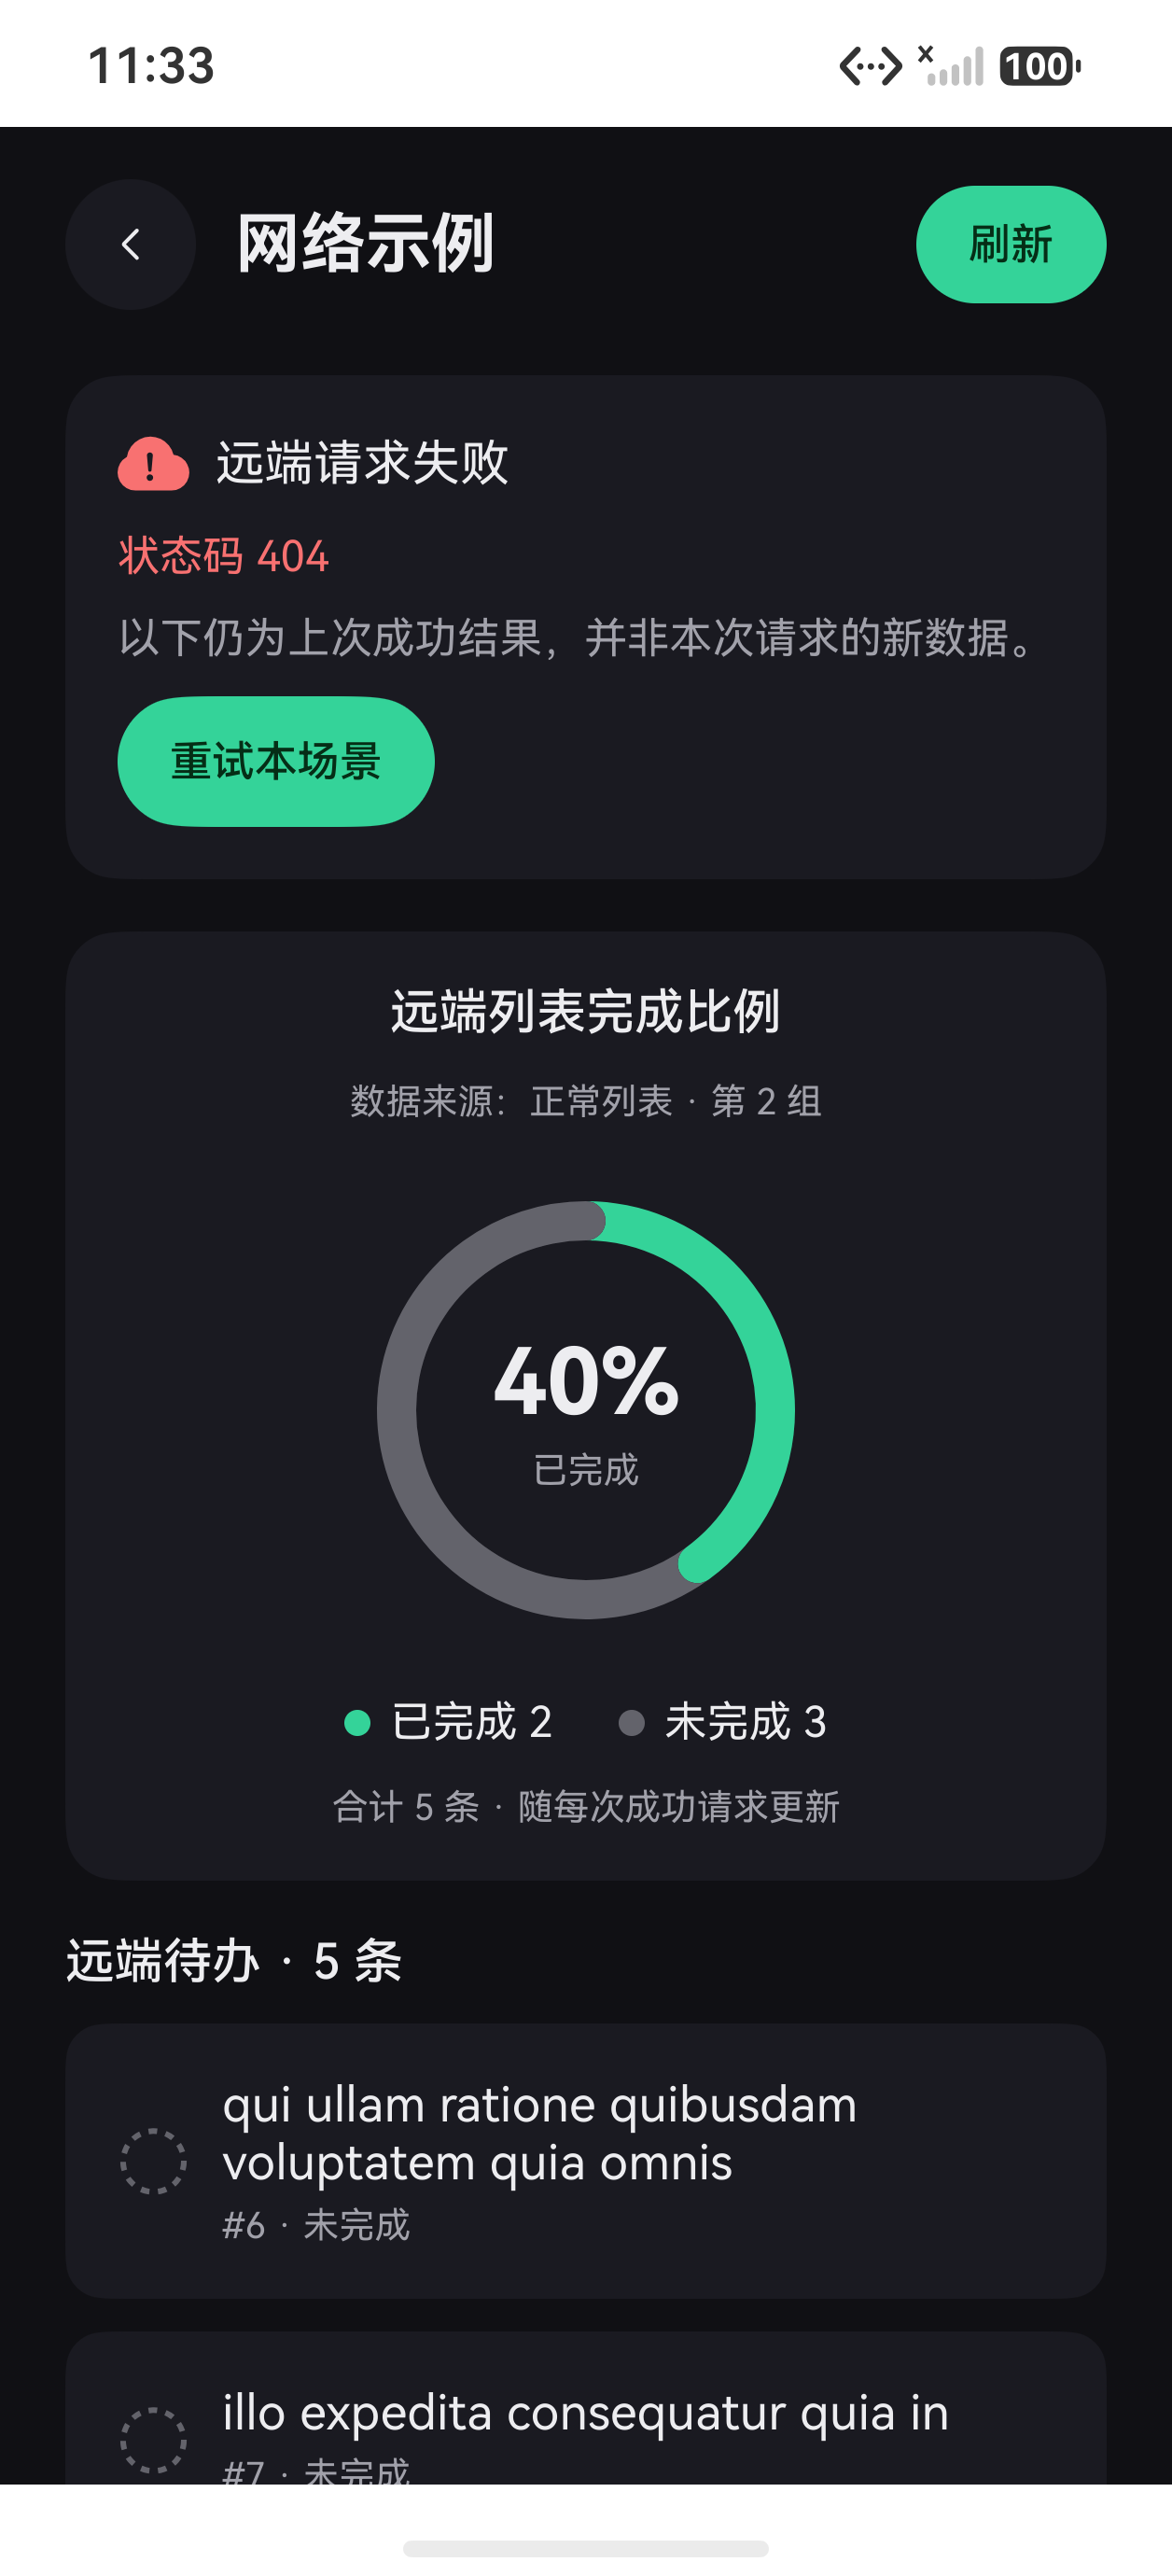 11:33
100
网络示例
刷新
远端请求失败
状态码 404
以下仍为上次成功结果，并非本次请求的新数据。
重试本场景
远端列表完成比例
数据来源：正常列表 · 第 2 组
40%
已完成
已完成 2
未完成 3
合计 5 条 · 随每次成功请求更新
远端待办 · 5 条
qui ullam ratione quibusdam
voluptatem quia omnis
#6 · 未完成
illo expedita consequatur quia in
#7 · 未完成